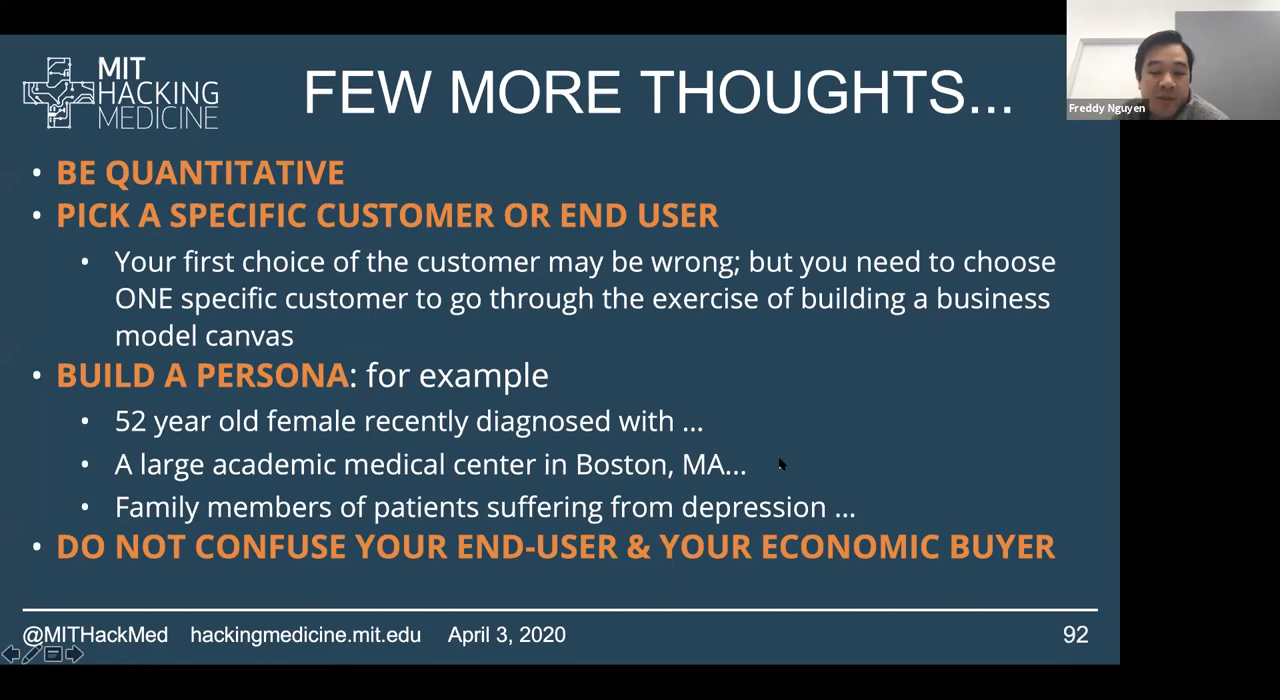 MIT
HACKING
MEDICINE
FEW MORE THOUGHTS...
Freddy Nguyen
• BE QUANTITATIVE
• PICK A SPECIFIC CUSTOMER OR END USER
• Your first choice of the customer may be wrong; but you need to choose
ONE specific customer to go through the exercise of building a business
model canvas
• BUILD A PERSONA: for example
• 52 year old female recently diagnosed with ...
• A large academic medical center in Boston, MA...
• Family members of patients suffering from depression ...
• DO NOT CONFUSE YOUR END-USER & YOUR ECONOMIC BUYER
@MITHackMed hackingmedicine.mit.edu April 3, 2020 92